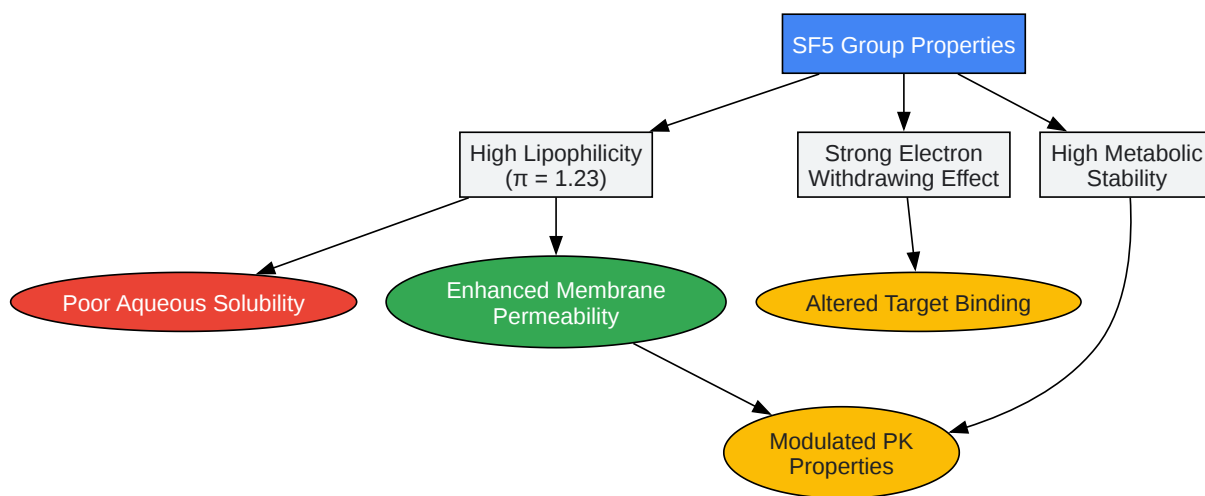 SF5 Group Properties
High Lipophilicity
(π = 1.23)
Strong Electron
Withdrawing Effect
High Metabolic
Stability
Poor Aqueous Solubility
Enhanced Membrane
Permeability
Altered Target Binding
Modulated PK
Properties